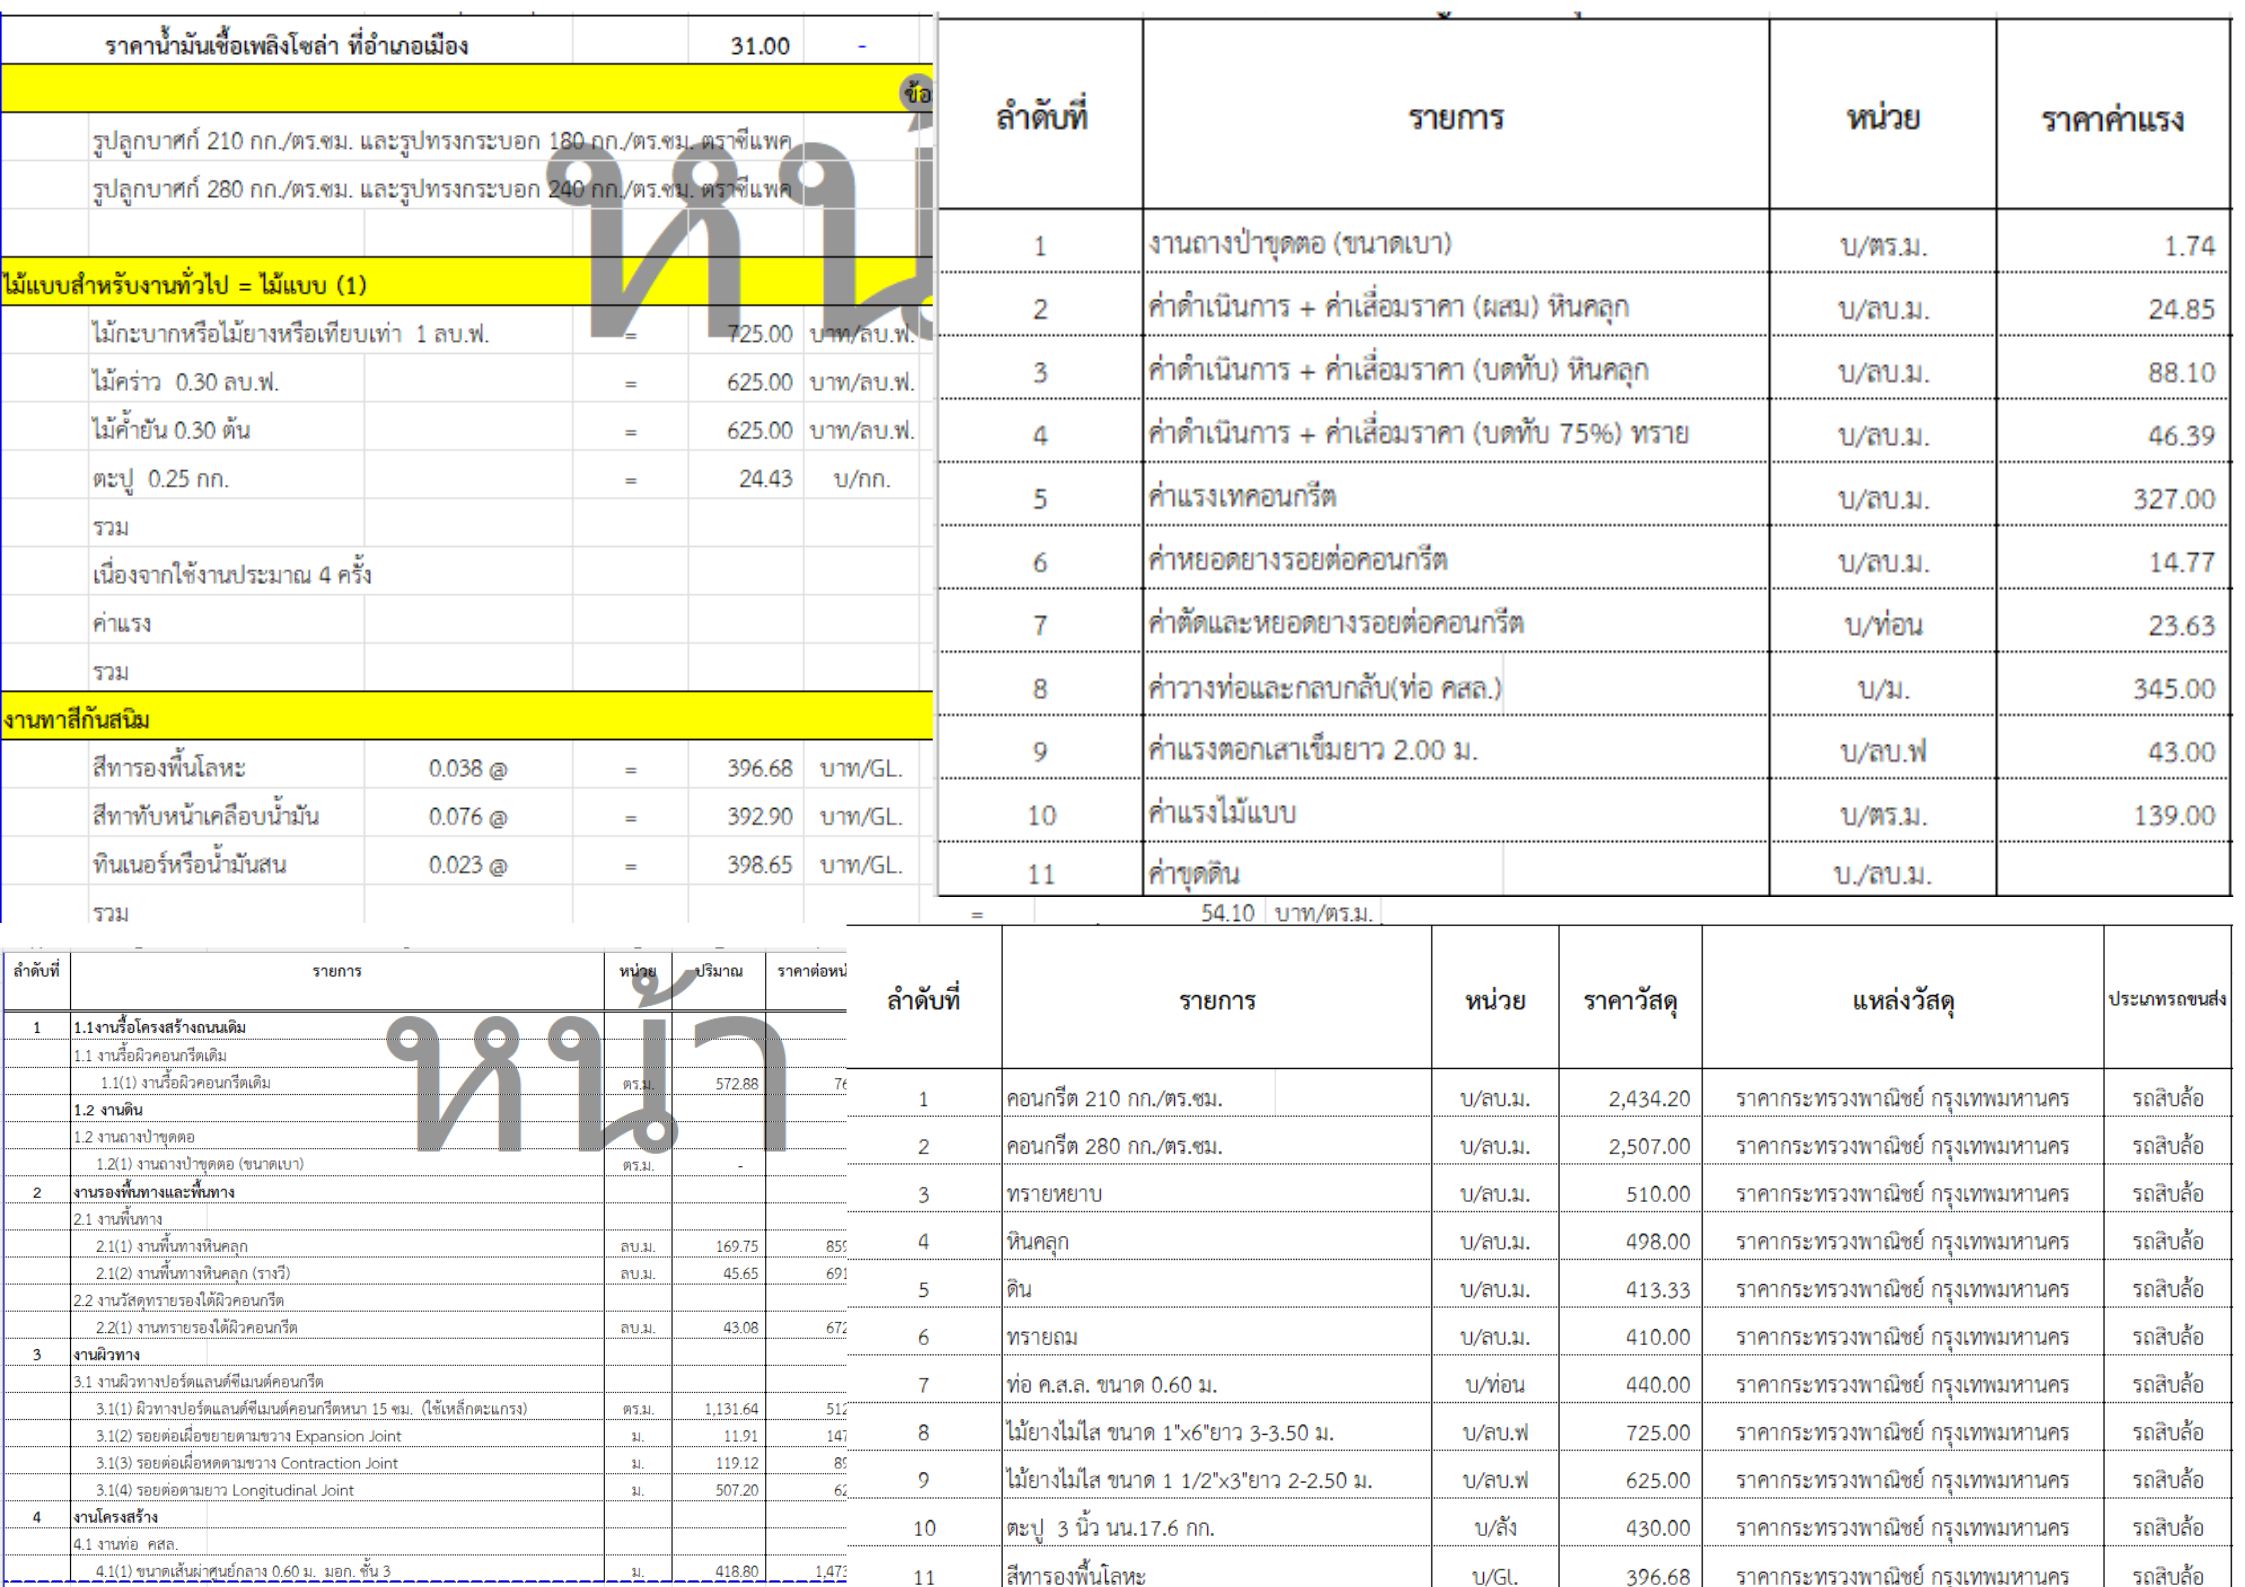 ราคาน้ำมันเชื้อเพลิงโซล่า ที่อำเภอเมือง 31.00 -
ข้อ
รูปลูกบาศก์ 210 กก./ตร.ซม. และรูปทรงกระบอก 180 กก./ตร.ซม. ตราซีแพค
รูปลูกบาศก์ 280 กก./ตร.ซม. และรูปทรงกระบอก 240 กก./ตร.ซม. ตราซีแพค
ไม้แบบสำหรับงานทั่วไป = ไม้แบบ (1)
ไม้กะบากหรือไม้ยางหรือเทียบเท่า 1 ลบ.ฟ. = 725.00 บาท/ลบ.ฟ.
ไม้คร่าว 0.30 ลบ.ฟ. = 625.00 บาท/ลบ.ฟ.
ไม้ค้ำยัน 0.30 ต้น = 625.00 บาท/ลบ.ฟ.
ตะปู 0.25 กก. = 24.43 บ/กก.
รวม
เนื่องจากใช้งานประมาณ 4 ครั้ง
ค่าแรง
รวม
งานทาสีกันสนิม
สีทารองพื้นโลหะ 0.038 @ = 396.68 บาท/GL.
สีทาทับหน้าเคลือบน้ำมัน 0.076 @ = 392.90 บาท/GL.
ทินเนอร์หรือน้ำมันสน 0.023 @ = 398.65 บาท/GL.
รวม = 54.10 บาท/ตร.ม.
ลำดับที่ รายการ หน่วย ราคาค่าแรง
1 งานถางป่าขุดตอ (ขนาดเบา) บ/ตร.ม. 1.74
2 ค่าดำเนินการ + ค่าเสื่อมราคา (ผสม) หินคลุก บ/ลบ.ม. 24.85
3 ค่าดำเนินการ + ค่าเสื่อมราคา (บดทับ) หินคลุก บ/ลบ.ม. 88.10
4 ค่าดำเนินการ + ค่าเสื่อมราคา (บดทับ 75%) ทราย บ/ลบ.ม. 46.39
5 ค่าแรงเทคอนกรีต บ/ลบ.ม. 327.00
6 ค่าหยอดยางรอยต่อคอนกรีต บ/ลบ.ม. 14.77
7 ค่าตัดและหยอดยางรอยต่อคอนกรีต บ/ท่อน 23.63
8 ค่าวางท่อและกลบกลับ(ท่อ คสล.) บ/ม. 345.00
9 ค่าแรงตอกเสาเข็มยาว 2.00 ม. บ/ลบ.ฟ 43.00
10 ค่าแรงไม้แบบ บ/ตร.ม. 139.00
11 ค่าขุดดิน บ./ลบ.ม.
ลำดับที่ รายการ หน่วย ปริมาณ ราคาต่อหน่
1 1.1งานรื้อโครงสร้างถนนเดิม
1.1 งานรื้อผิวคอนกรีตเดิม
1.1(1) งานรื้อผิวคอนกรีตเดิม ตร.ม. 572.88 76
1.2 งานดิน
1.2 งานถางป่าขุดตอ
1.2(1) งานถางป่าขุดตอ (ขนาดเบา) ตร.ม. -
2 งานรองพื้นทางและพื้นทาง
2.1 งานพื้นทาง
2.1(1) งานพื้นทางหินคลุก ลบ.ม. 169.75 859
2.1(2) งานพื้นทางหินคลุก (รางวี) ลบ.ม. 45.65 691
2.2 งานวัสดุทรายรองใต้ผิวคอนกรีต
2.2(1) งานทรายรองใต้ผิวคอนกรีต ลบ.ม. 43.08 672
3 งานผิวทาง
3.1 งานผิวทางปอร์ตแลนด์ซีเมนต์คอนกรีต
3.1(1) ผิวทางปอร์ตแลนด์ซีเมนต์คอนกรีตหนา 15 ซม. (ใช้เหล็กตะแกรง) ตร.ม. 1,131.64 512
3.1(2) รอยต่อเผื่อขยายตามขวาง Expansion Joint ม. 11.91 147
3.1(3) รอยต่อเผื่อหดตามขวาง Contraction Joint ม. 119.12 89
3.1(4) รอยต่อตามยาว Longitudinal Joint ม. 507.20 62
4 งานโครงสร้าง
4.1 งานท่อ คสล.
4.1(1) ขนาดเส้นผ่าศูนย์กลาง 0.60 ม. มอก. ชั้น 3 ม. 418.80 1,473
หน้า
ลำดับที่ รายการ หน่วย ราคาวัสดุ แหล่งวัสดุ ประเภทรถขนส่ง
1 คอนกรีต 210 กก./ตร.ซม. บ/ลบ.ม. 2,434.20 ราคากระทรวงพาณิชย์ กรุงเทพมหานคร รถสิบล้อ
2 คอนกรีต 280 กก./ตร.ซม. บ/ลบ.ม. 2,507.00 ราคากระทรวงพาณิชย์ กรุงเทพมหานคร รถสิบล้อ
3 ทรายหยาบ บ/ลบ.ม. 510.00 ราคากระทรวงพาณิชย์ กรุงเทพมหานคร รถสิบล้อ
4 หินคลุก บ/ลบ.ม. 498.00 ราคากระทรวงพาณิชย์ กรุงเทพมหานคร รถสิบล้อ
5 ดิน บ/ลบ.ม. 413.33 ราคากระทรวงพาณิชย์ กรุงเทพมหานคร รถสิบล้อ
6 ทรายถม บ/ลบ.ม. 410.00 ราคากระทรวงพาณิชย์ กรุงเทพมหานคร รถสิบล้อ
7 ท่อ ค.ส.ล. ขนาด 0.60 ม. บ/ท่อน 440.00 ราคากระทรวงพาณิชย์ กรุงเทพมหานคร รถสิบล้อ
8 ไม้ยางไม่ไส ขนาด 1"x6"ยาว 3-3.50 ม. บ/ลบ.ฟ 725.00 ราคากระทรวงพาณิชย์ กรุงเทพมหานคร รถสิบล้อ
9 ไม้ยางไม่ไส ขนาด 1 1/2"x3"ยาว 2-2.50 ม. บ/ลบ.ฟ 625.00 ราคากระทรวงพาณิชย์ กรุงเทพมหานคร รถสิบล้อ
10 ตะปู 3 นิ้ว นน.17.6 กก. บ/ลัง 430.00 ราคากระทรวงพาณิชย์ กรุงเทพมหานคร รถสิบล้อ
11 สีทารองพื้นโลหะ บ/GL. 396.68 ราคากระทรวงพาณิชย์ กรุงเทพมหานคร รถสิบล้อ